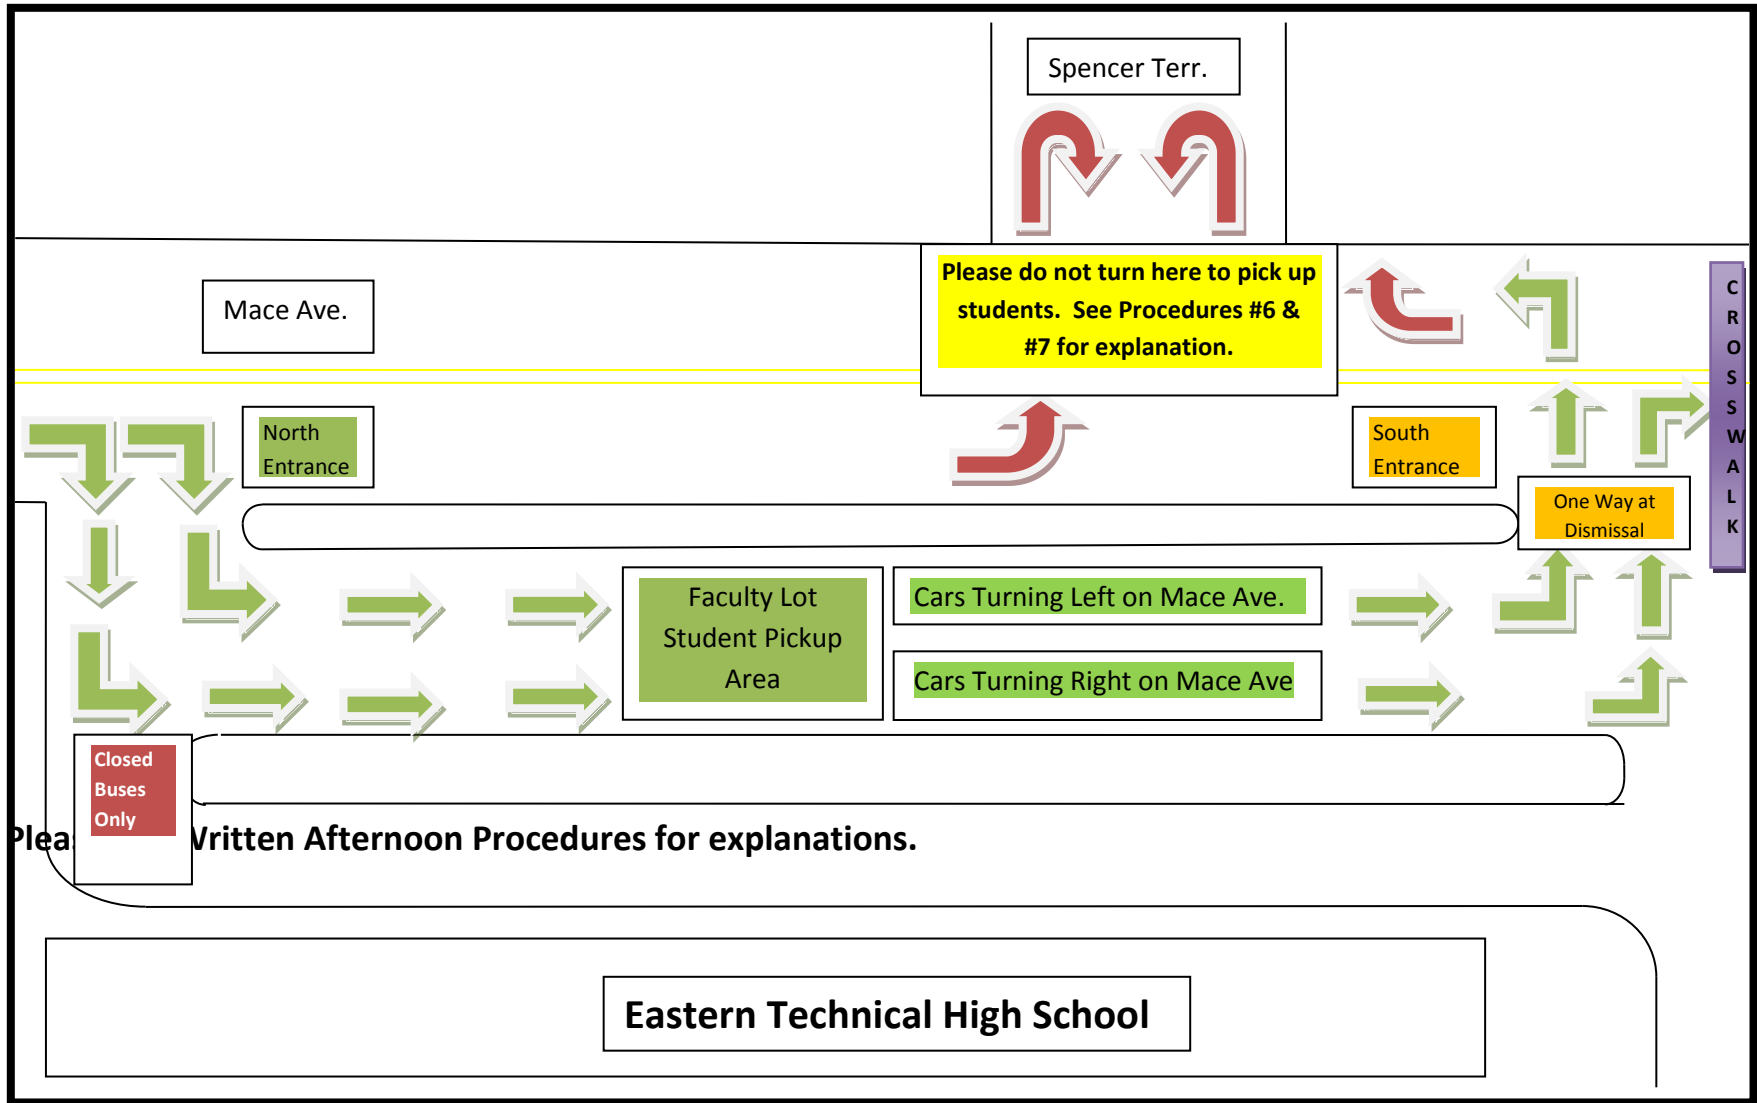 Spencer Terr.
Please do not turn here to pick up
students.  See Procedures #6 &
#7 for explanation.
Mace Ave.
CROSSWALK
North
Entrance
South
Entrance
One Way at
Dismissal
Faculty Lot
Student Pickup
Area
Cars Turning Left on Mace Ave.
Cars Turning Right on Mace Ave
Closed
Buses
Only
Written Afternoon Procedures for explanations.
Eastern Technical High School